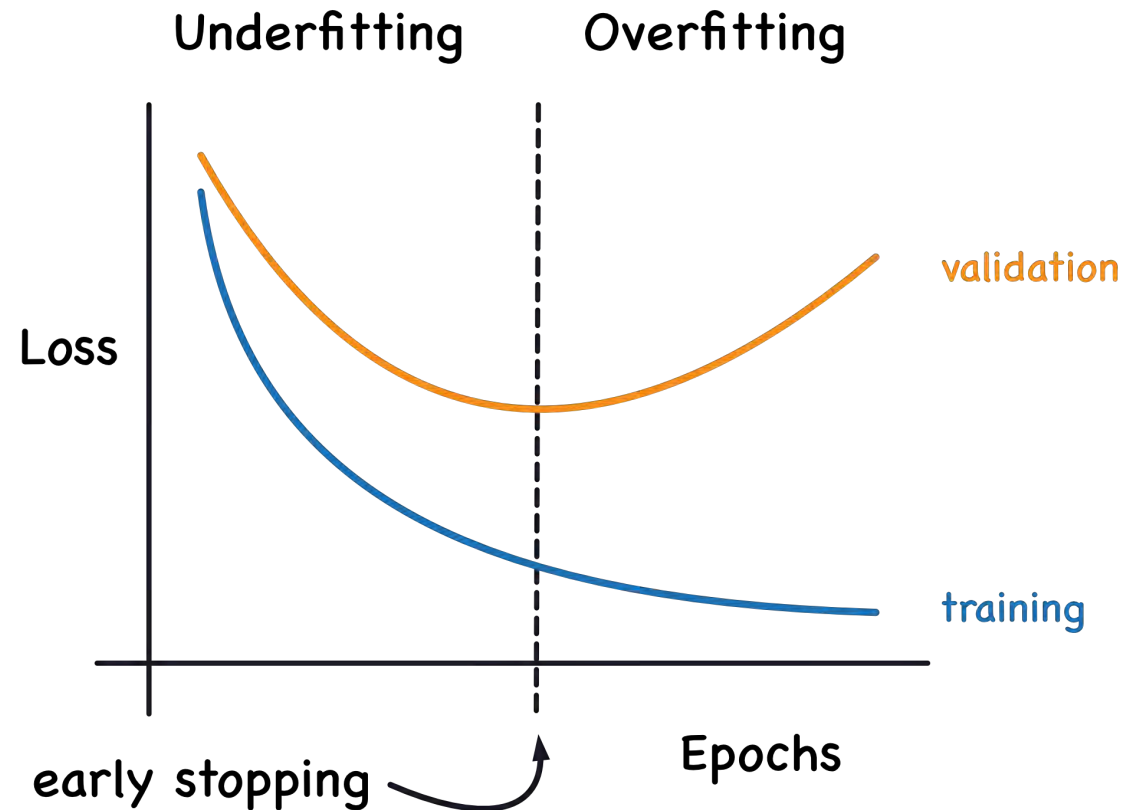 Underfitting
Overfitting
validation
Loss
training
Epochs
early stopping